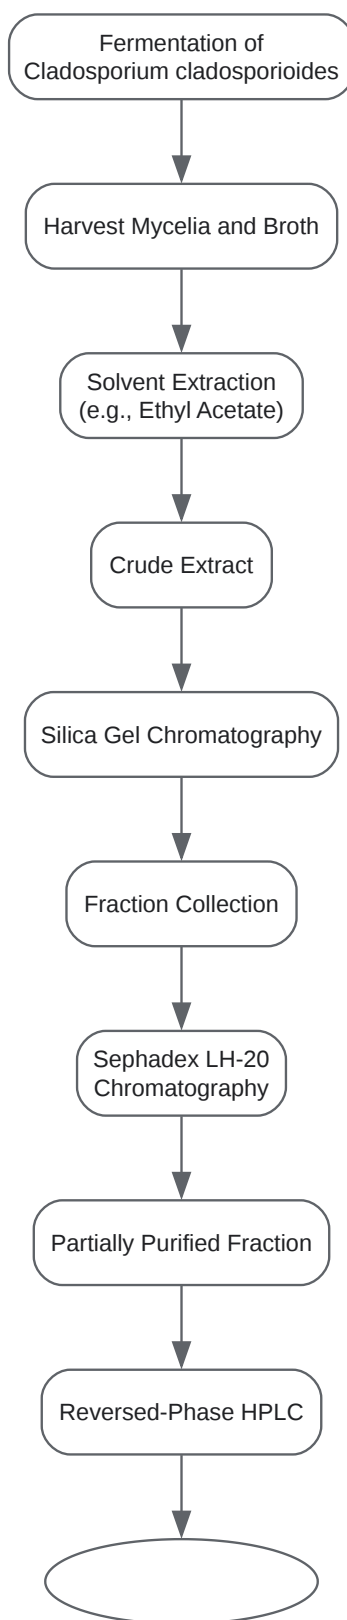 Fermentation of
Cladosporium cladosporioides
Harvest Mycelia and Broth
Solvent Extraction
(e.g., Ethyl Acetate)
Crude Extract
Silica Gel Chromatography
Fraction Collection
Sephadex LH-20
Chromatography
Partially Purified Fraction
Reversed-Phase HPLC